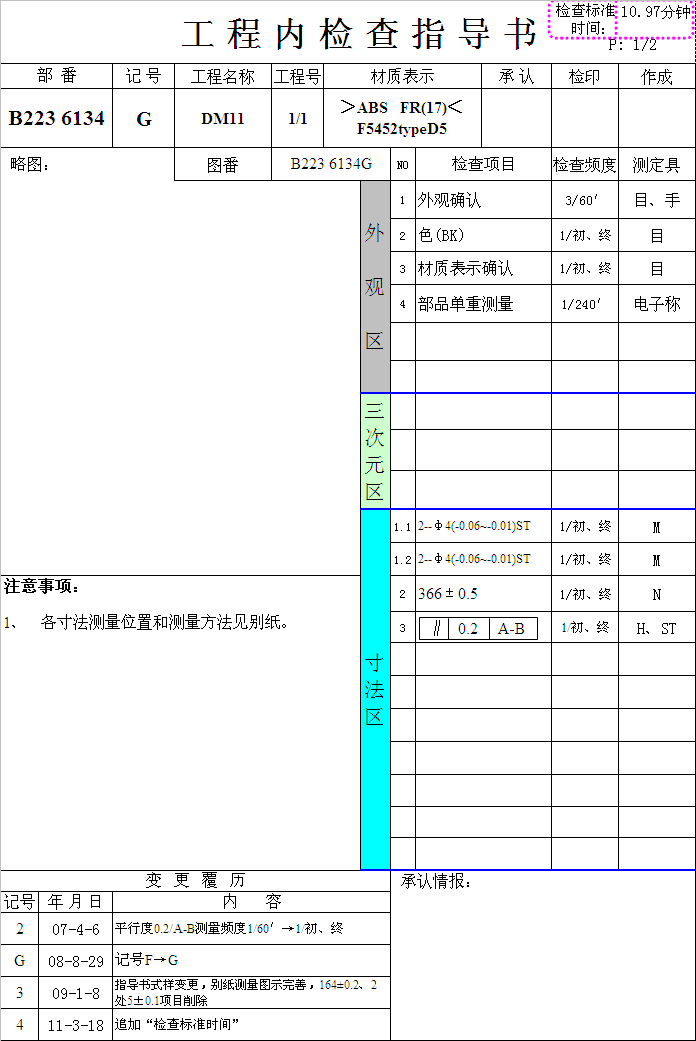 工程内检查指导书
检查标准时间：
10.97分钟
P: 1/2
部 番 记 号 工程名称 工程号 材质表示 承 认 检印 作成
B223 6134 G DM11 1/1 ＞ABS FR(17)＜
F5452typeD5
略图： 图番 B223 6134G NO 检查项目 检查频度 测定具
外观区
1 外观确认 3/60′ 目、手
2 色(BK) 1/初、终 目
3 材质表示确认 1/初、终 目
4 部品单重测量 1/240′ 电子称
三次元区
寸法区
1.1 2--φ4(-0.06~-0.01)ST 1/初、终 M
1.2 2--φ4(-0.06~-0.01)ST 1/初、终 M
2 366±0.5 1/初、终 N
3 ∥ 0.2 A-B 1/初、终 H、ST
注意事项：
1、 各寸法测量位置和测量方法见别纸。
变 更 覆 历
记号 年 月 日 内 容
2 07-4-6 平行度0.2/A-B测量频度1/60′→1/初、终
G 08-8-29 记号F→G
3 09-1-8 指导书式样变更，别纸测量图示完善，164±0.2、2
处5±0.1项目削除
4 11-3-18 追加“检查标准时间”
承认情报：